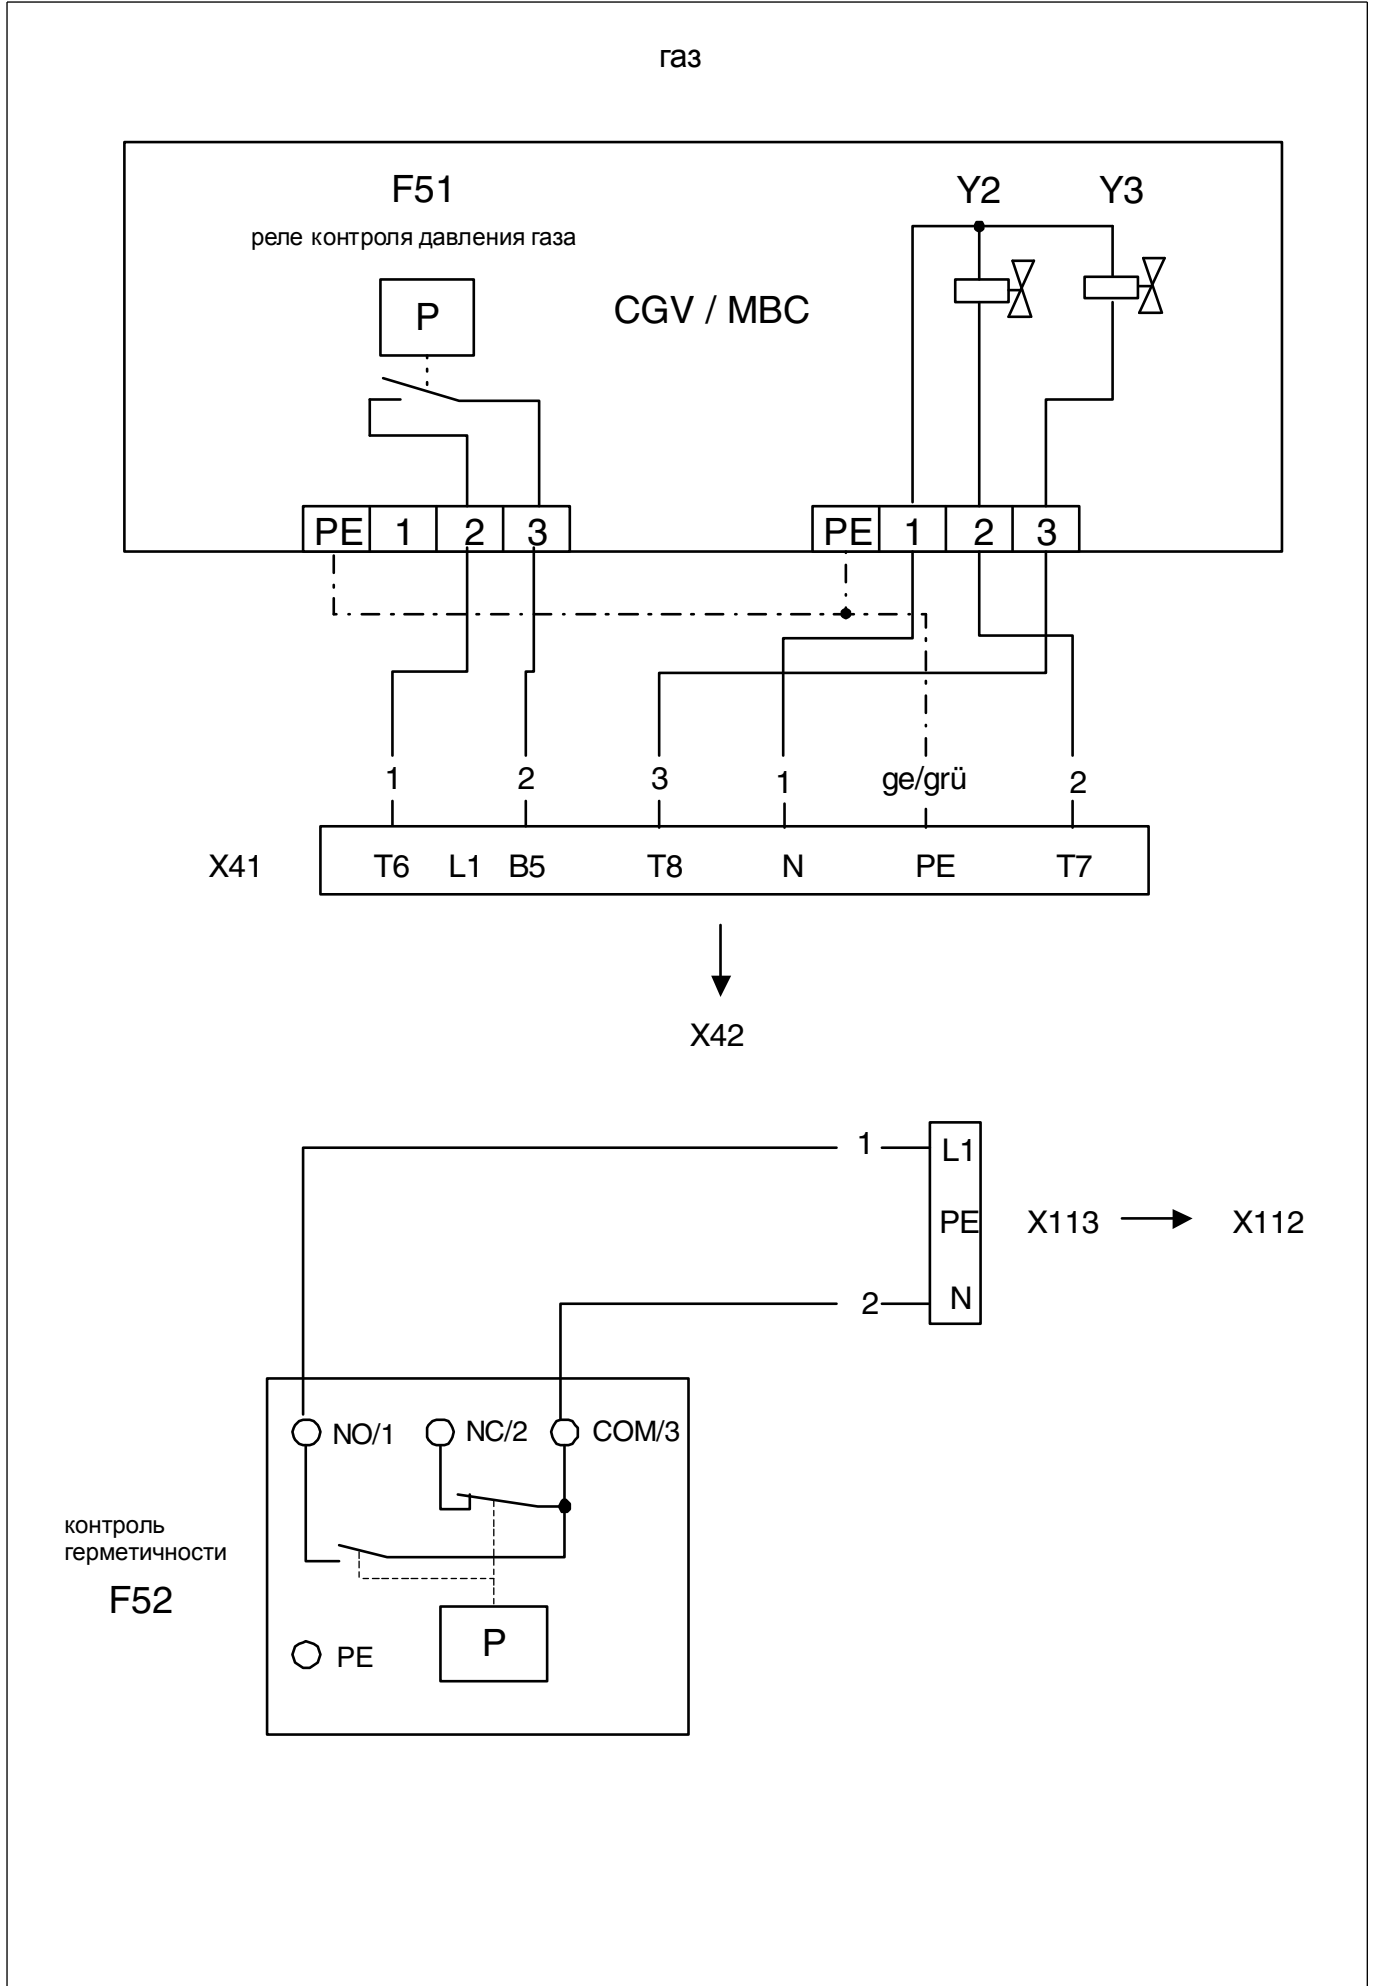 газ
F51
Y2 Y3
реле контроля давления газа
CGV / MBC
P
PE 1 2 3
PE 1 2 3
1 2 3 1 ge/grü 2
X41
T6 L1 B5 T8 N PE T7
X42
1 L1
PE X113 X112
2 N
NO/1 NC/2 COM/3
контроль
герметичности
F52
P
PE